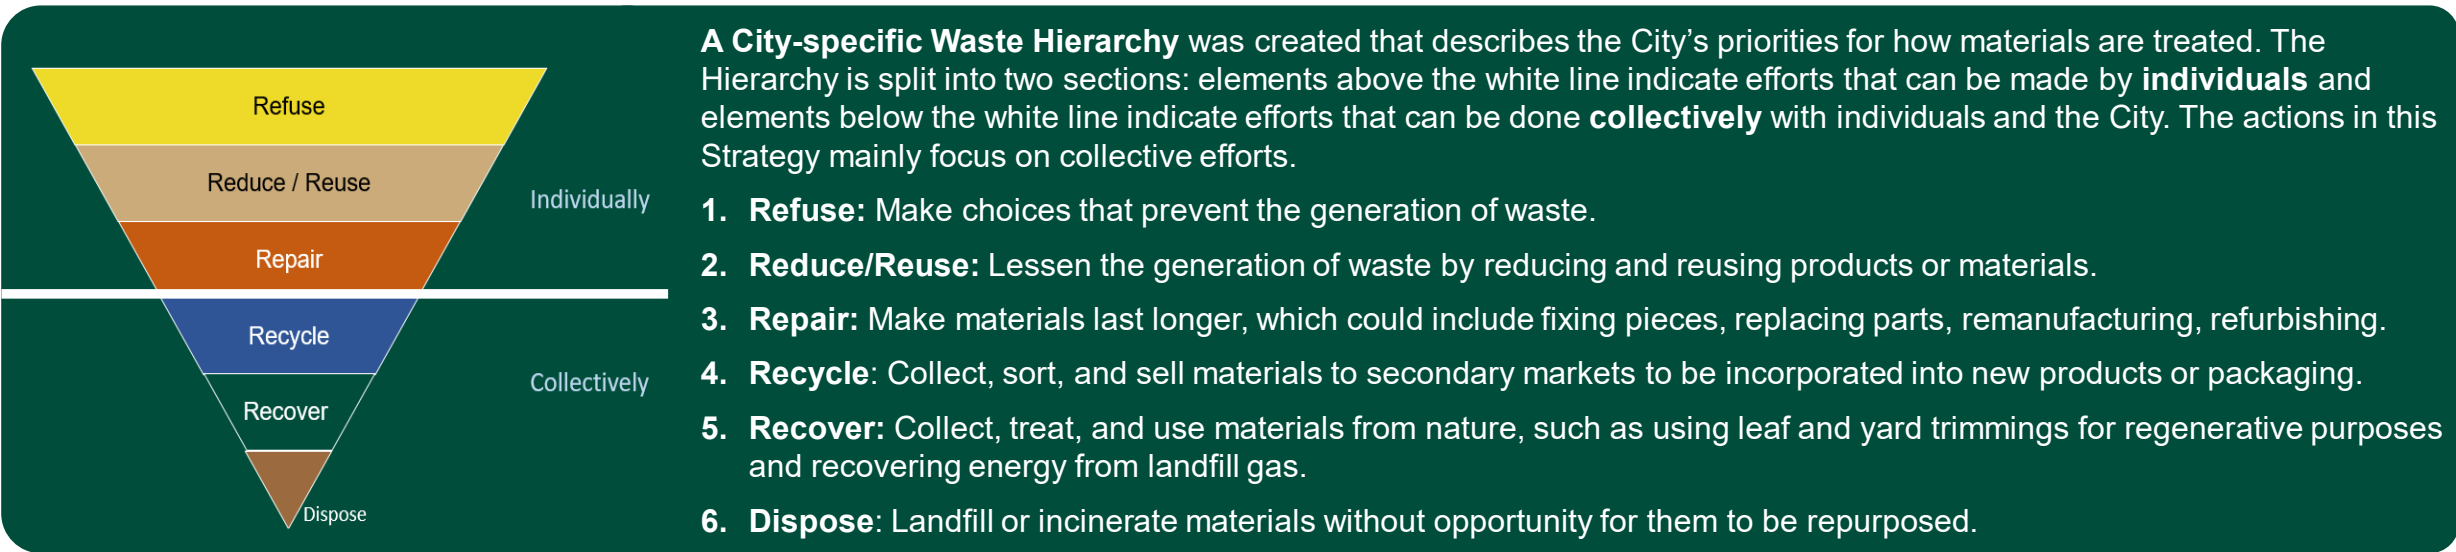 Refuse
Reduce / Reuse
Individually
Repair
Recycle
Collectively
Recover
Dispose
A City-specific Waste Hierarchy was created that describes the City’s priorities for how materials are treated. The
Hierarchy is split into two sections: elements above the white line indicate efforts that can be made by individuals and
elements below the white line indicate efforts that can be done collectively with individuals and the City. The actions in this
Strategy mainly focus on collective efforts.
1. Refuse: Make choices that prevent the generation of waste.
2. Reduce/Reuse: Lessen the generation of waste by reducing and reusing products or materials.
3. Repair: Make materials last longer, which could include fixing pieces, replacing parts, remanufacturing, refurbishing.
4. Recycle: Collect, sort, and sell materials to secondary markets to be incorporated into new products or packaging.
5. Recover: Collect, treat, and use materials from nature, such as using leaf and yard trimmings for regenerative purposes
and recovering energy from landfill gas.
6. Dispose: Landfill or incinerate materials without opportunity for them to be repurposed.